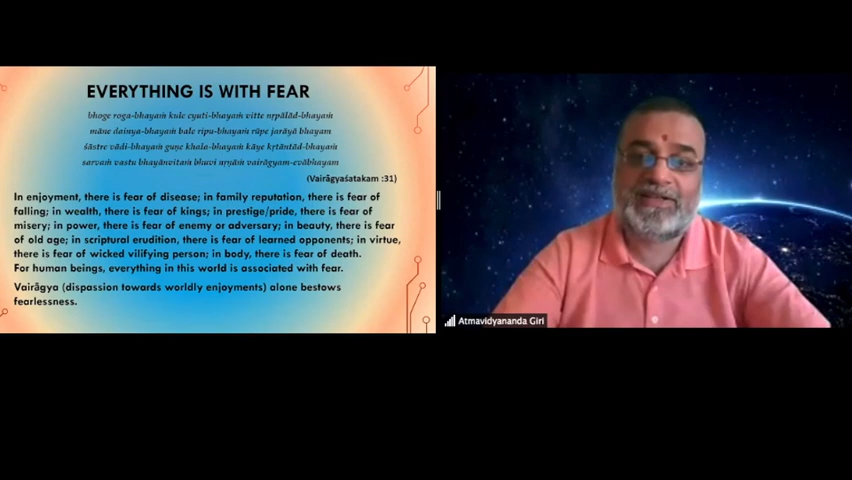 EVERYTHING IS WITH FEAR
bhoge roga-bhayaṁ kule cyuti-bhayaṁ vitte nṛpālād-bhayaṁ
māne dainya-bhayaṁ bale ripu-bhayaṁ rūpe jarāyā bhayam
śāstre vādi-bhayaṁ guṇe khala-bhayaṁ kāye kṛtāntād-bhayaṁ
sarvaṁ vastu bhayānvitaṁ bhuvi nṛṇāṁ vairāgyam-evābhayam
(Vairāgyaśatakam :31)
In enjoyment, there is fear of disease; in family reputation, there is fear of
falling; in wealth, there is fear of kings; in prestige/pride, there is fear of
misery; in power, there is fear of enemy or adversary; in beauty, there is fear
of old age; in scriptural erudition, there is fear of learned opponents; in virtue,
there is fear of wicked vilifying person; in body, there is fear of death.
For human beings, everything in this world is associated with fear.
Vairāgya (dispassion towards worldly enjoyments) alone bestows
fearlessness.
Atmavidyananda Giri